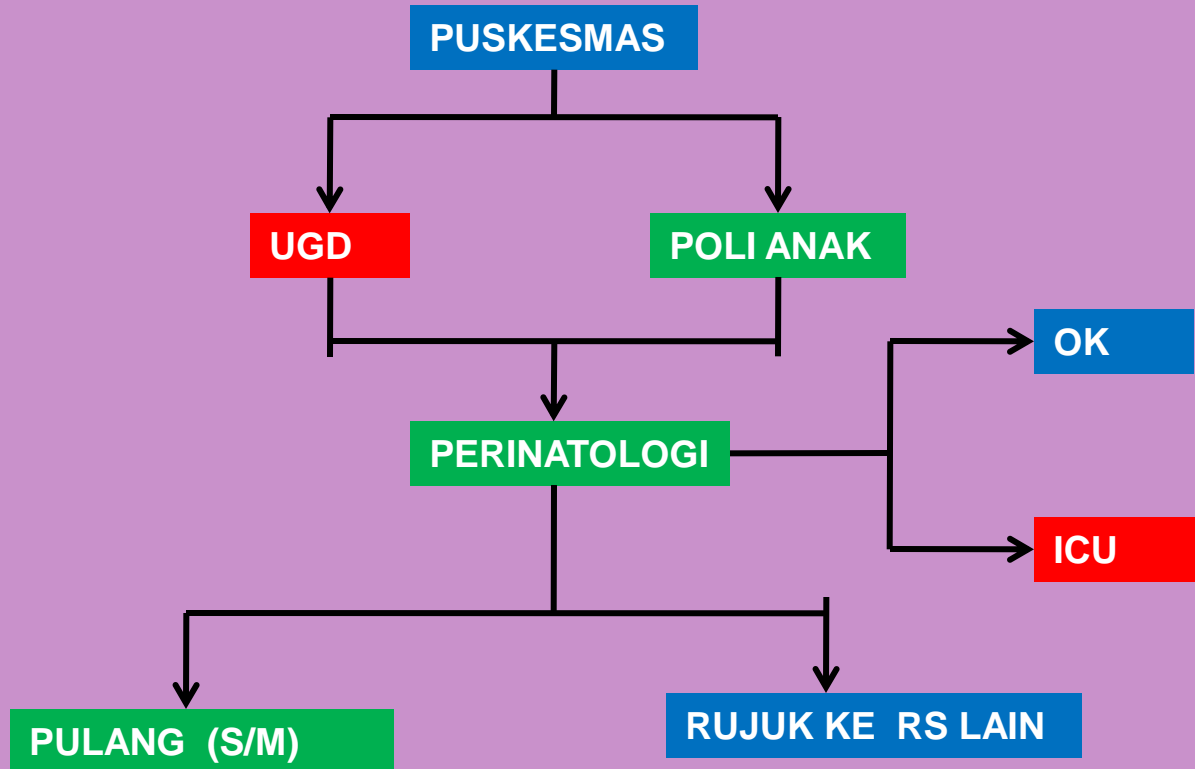 PUSKESMAS
UGD
POLI ANAK
OK
PERINATOLOGI
ICU
PULANG (S/M)
RUJUK KE RS LAIN